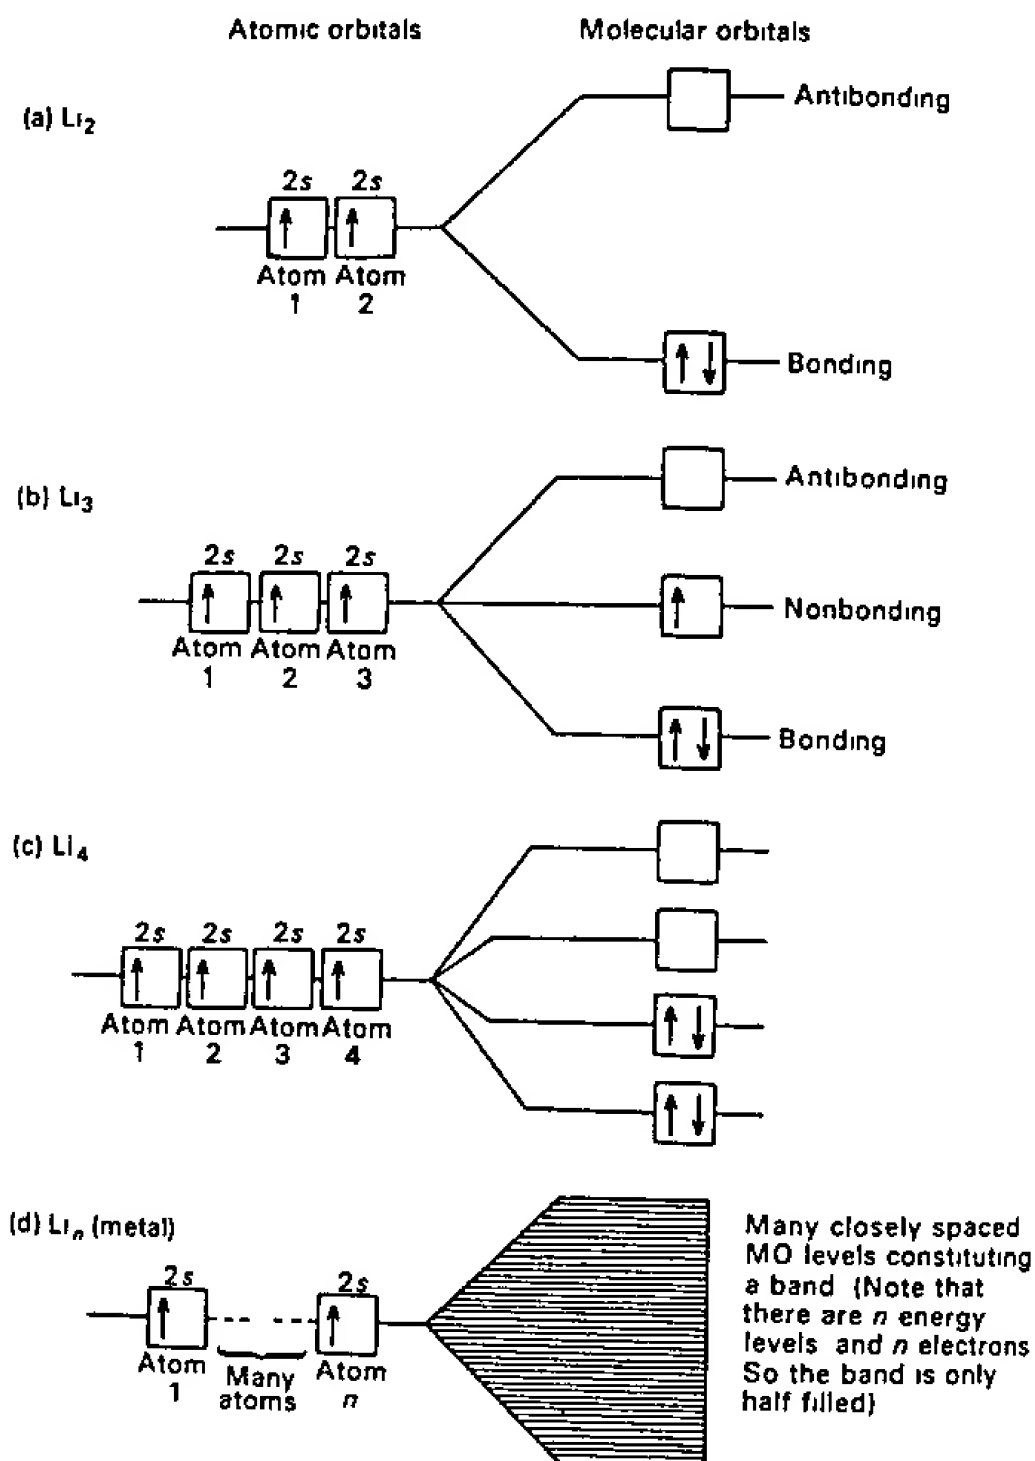 Atomic orbitals Molecular orbitals
(a) Li₂
Antibonding
2s 2s
Atom Atom
1 2
Bonding
(b) Li₃
Antibonding
2s 2s 2s
Nonbonding
Atom Atom Atom
1 2 3
Bonding
(c) Li₄
2s 2s 2s 2s
Atom Atom Atom Atom
1 2 3 4
(d) Liₙ (metal)
2s 2s
Atom Many Atom
1 atoms n
Many closely spaced
MO levels constituting
a band (Note that
there are n energy
levels and n electrons
So the band is only
half filled)